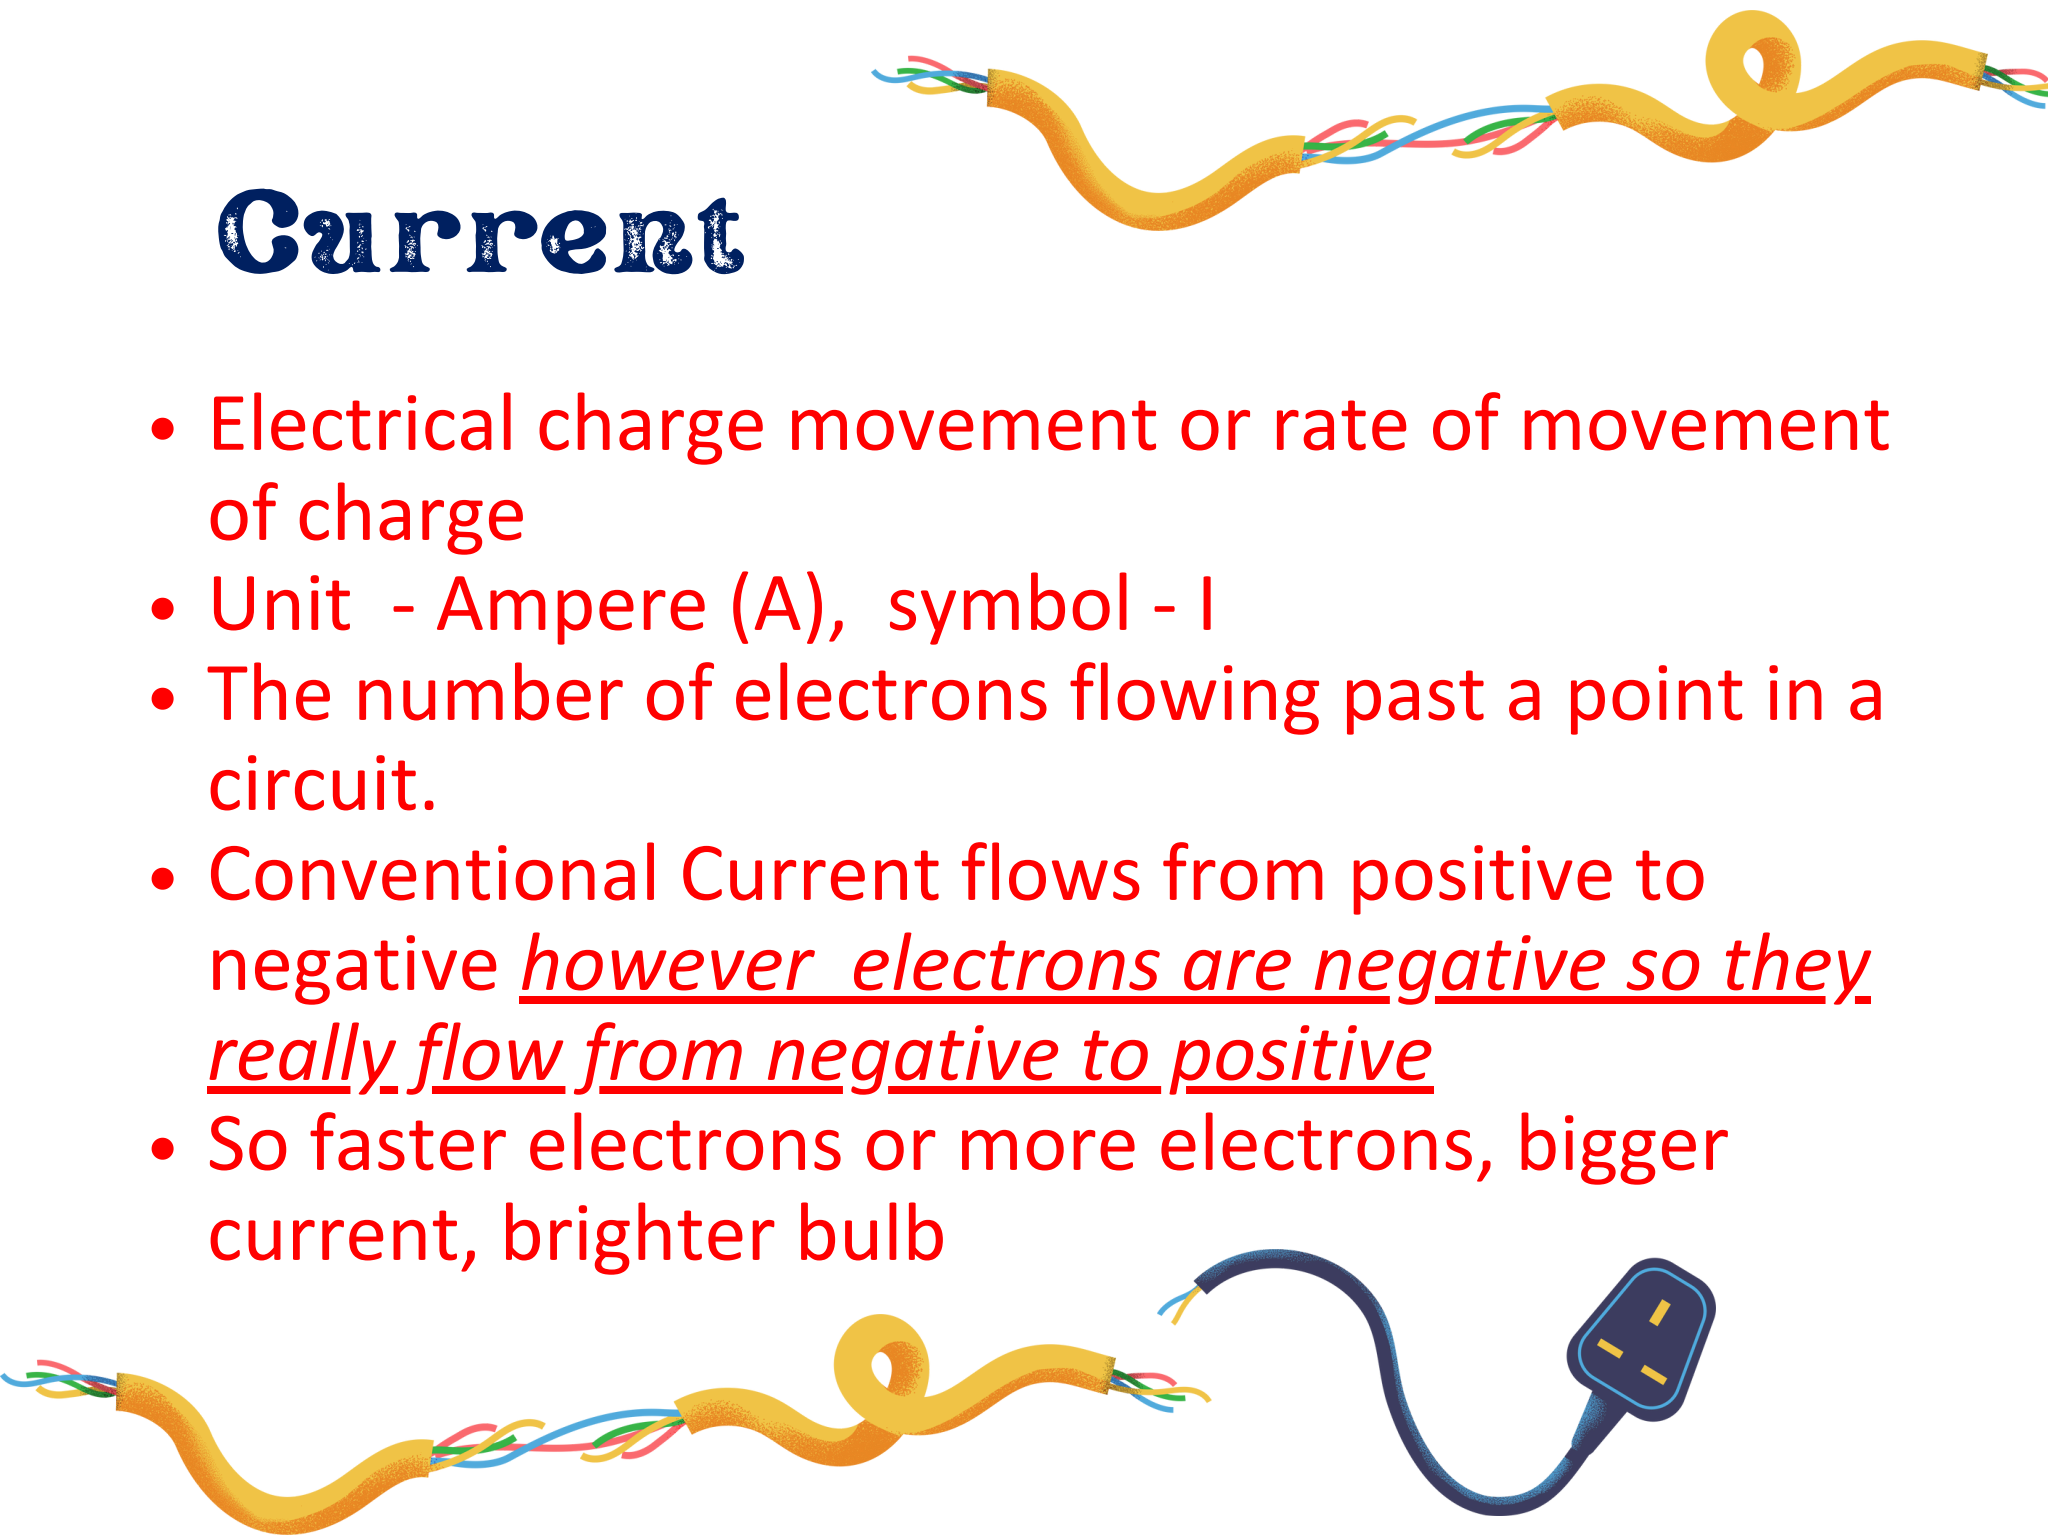 Current
• Electrical charge movement or rate of movement
of charge
• Unit  - Ampere (A),  symbol - I
• The number of electrons flowing past a point in a
circuit.
• Conventional Current flows from positive to
negative however  electrons are negative so they
really flow from negative to positive
• So faster electrons or more electrons, bigger
current, brighter bulb